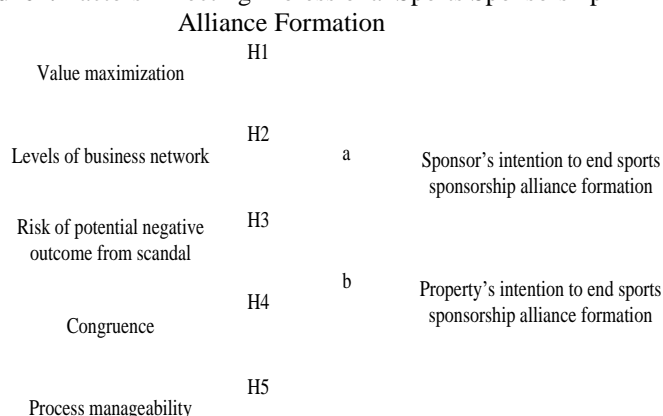 Alliance Formation
H1
Value maximization
H2
Levels of business network
a
Sponsor's intention to end sports
sponsorship alliance formation
H3
Risk of potential negative
outcome from scandal
b
Property's intention to end sports
sponsorship alliance formation
H4
Congruence
H5
Process manageability